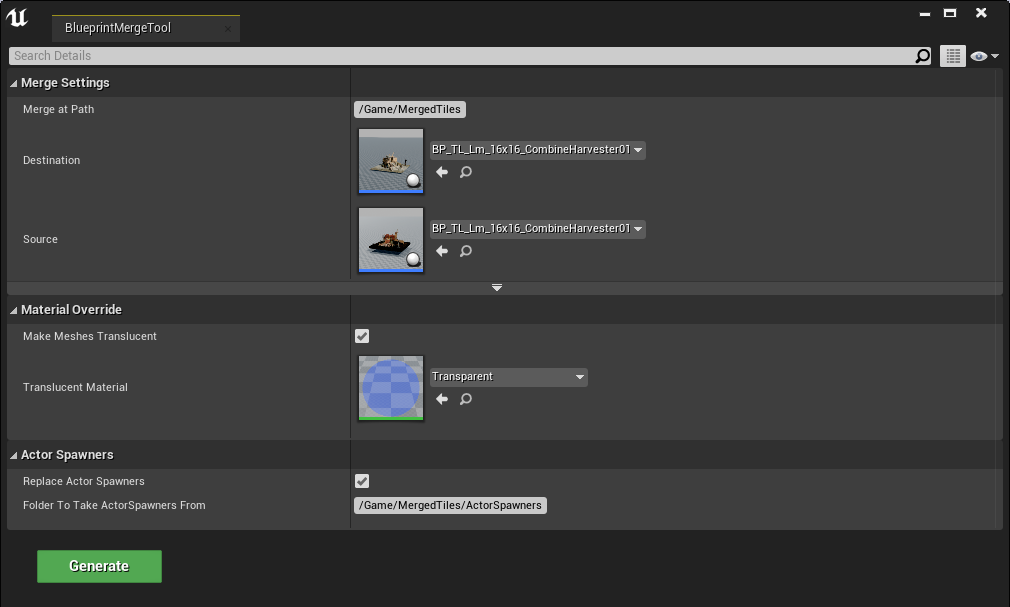 BlueprintMergeTool
Search Details
Merge Settings
Merge at Path
/Game/MergedTiles
Destination
BP_TL_Lm_16x16_CombineHarvester01
Source
BP_TL_Lm_16x16_CombineHarvester01
Material Override
Make Meshes Translucent
Translucent Material
Transparent
Actor Spawners
Replace Actor Spawners
Folder To Take ActorSpawners From
/Game/MergedTiles/ActorSpawners
Generate